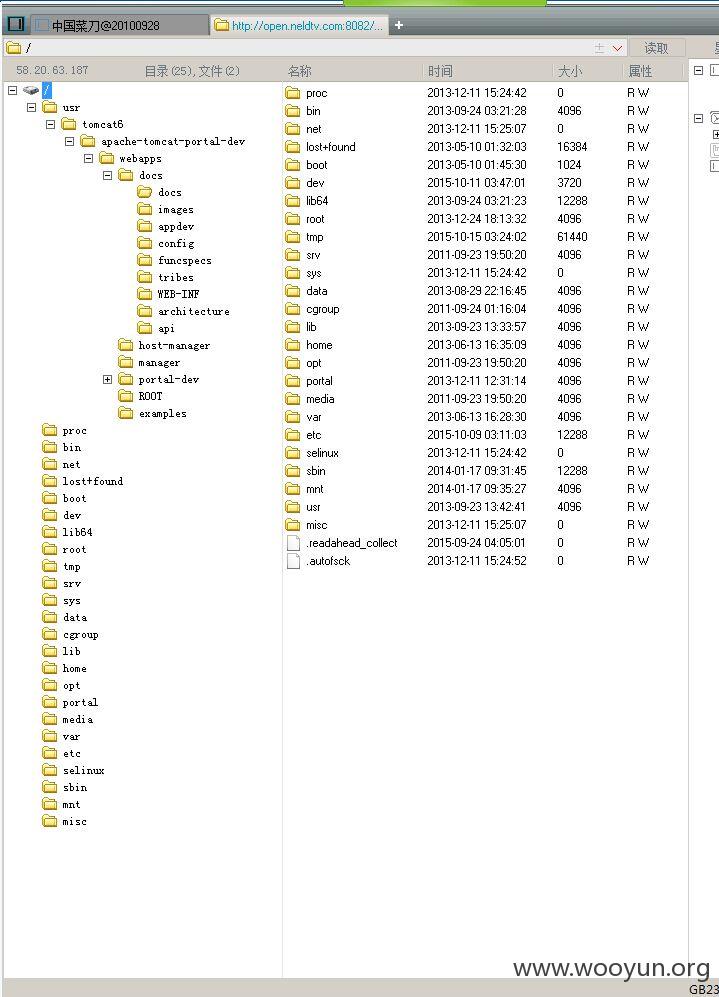 中国菜刀@20100928 http://open.neldtv.com:8082/... +
/ 读取
58.20.63.187 目录(25),文件(2) 名称 时间 大小 属性
/
usr
tomcat6
apache-tomcat-portal-dev
webapps
docs
docs
images
appdev
config
funcspecs
tribes
WEB-INF
architecture
api
host-manager
manager
portal-dev
ROOT
examples
proc
bin
net
lost+found
boot
dev
lib64
root
tmp
srv
sys
data
cgroup
lib
home
opt
portal
media
var
etc
selinux
sbin
mnt
misc
proc 2013-12-11 15:24:42 0 R W
bin 2013-09-24 03:21:28 4096 R W
net 2013-12-11 15:25:07 0 R W
lost+found 2013-05-10 01:32:03 16384 R W
boot 2013-05-10 01:45:30 1024 R W
dev 2015-10-11 03:47:01 3720 R W
lib64 2013-09-24 03:21:23 12288 R W
root 2013-12-24 18:13:32 4096 R W
tmp 2015-10-15 03:24:02 61440 R W
srv 2011-09-23 19:50:20 4096 R W
sys 2013-12-11 15:24:42 0 R W
data 2013-08-29 22:16:45 4096 R W
cgroup 2011-09-24 01:16:04 4096 R W
lib 2013-09-23 13:33:57 4096 R W
home 2013-06-13 16:35:09 4096 R W
opt 2011-09-23 19:50:20 4096 R W
portal 2013-12-11 12:31:14 4096 R W
media 2011-09-23 19:50:20 4096 R W
var 2013-06-13 16:28:30 4096 R W
etc 2015-10-09 03:11:03 12288 R W
selinux 2013-12-11 15:24:42 0 R W
sbin 2014-01-17 09:31:45 12288 R W
mnt 2014-01-17 09:35:27 4096 R W
usr 2013-09-23 13:42:41 4096 R W
misc 2013-12-11 15:25:07 0 R W
.readahead_collect 2015-09-24 04:05:01 0 R W
.autofsck 2013-12-11 15:24:52 0 R W
www.wooyun.org
GB23